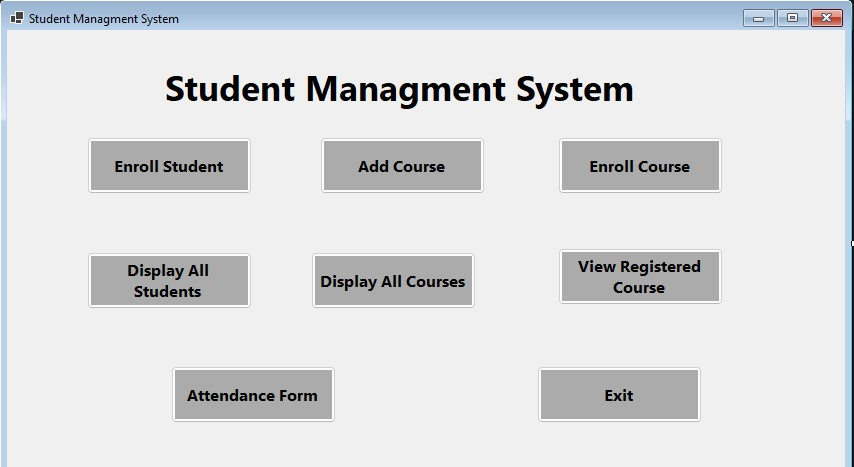 Student Managment System
Student Managment System
Enroll Student
Add Course
Enroll Course
Display All
Students
Display All Courses
View Registered
Course
Attendance Form
Exit